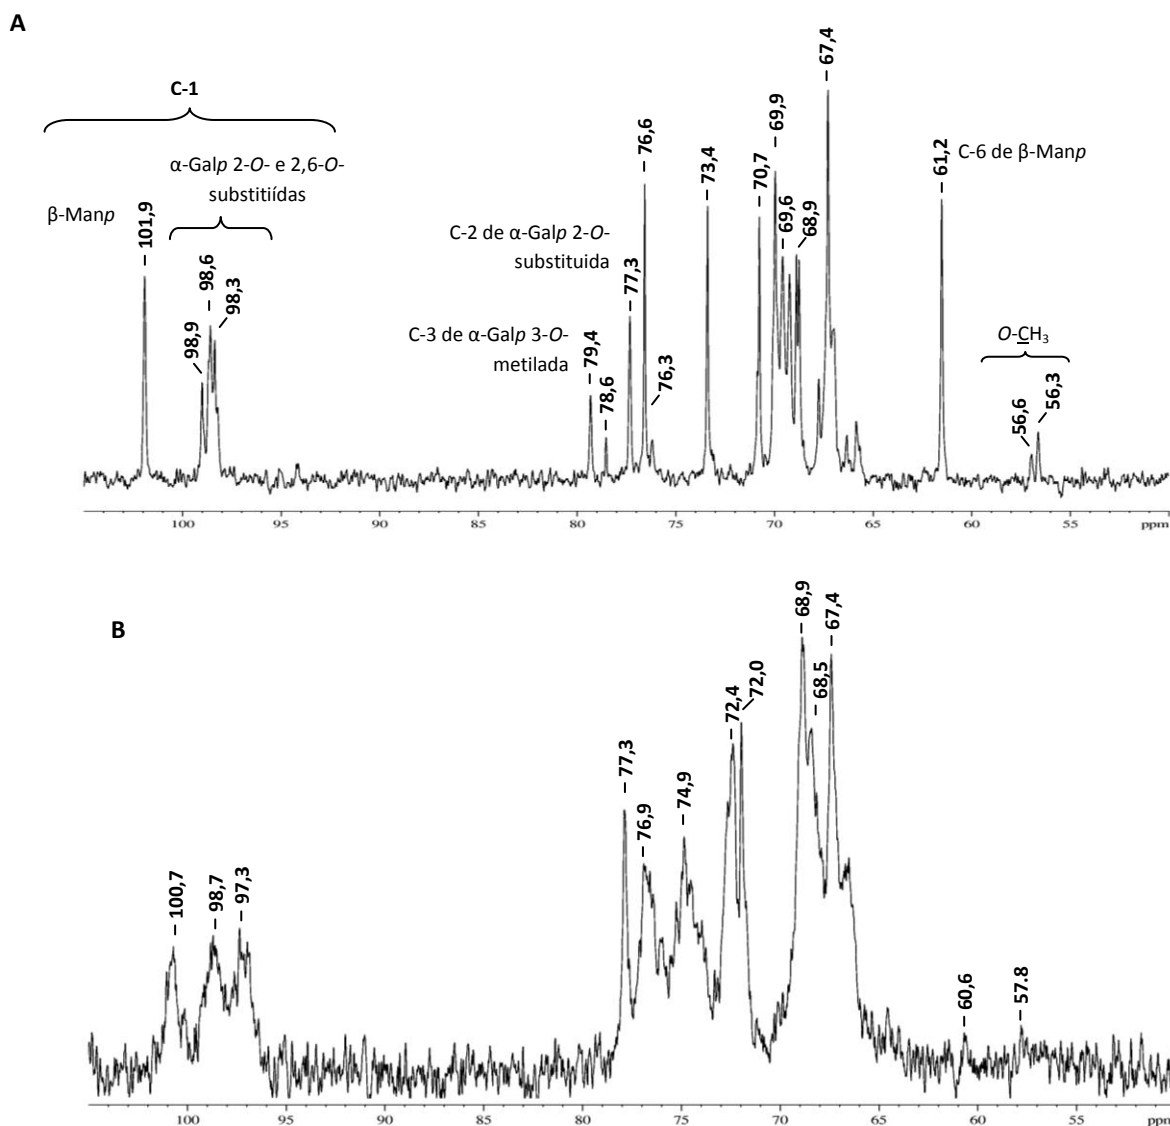 A
C-1
α-Galp 2-O- e 2,6-O-
substitiídas
β-Manp
101,9
98,9
98,6
98,3
C-2 de α-Galp 2-O-
substituida
C-3 de α-Galp 3-O-
metilada
79,4
78,6
77,3
76,6
76,3
73,4
70,7
69,9
69,6
68,9
67,4
61,2
C-6 de β-Manp
O-CH₃
56,6
56,3
100 95 90 85 80 75 70 65 60 55 ppm
B
100,7
98,7
97,3
77,3
76,9
74,9
72,4
72,0
68,9
68,5
67,4
60,6
57.8
100 95 90 85 80 75 70 65 60 55 ppm